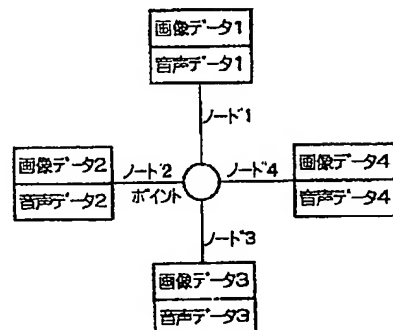 画像データ1
音声データ1
ノード1
画像データ2
音声データ2
ノード2
ポイント
ノード4
画像データ4
音声データ4
ノード3
画像データ3
音声データ3